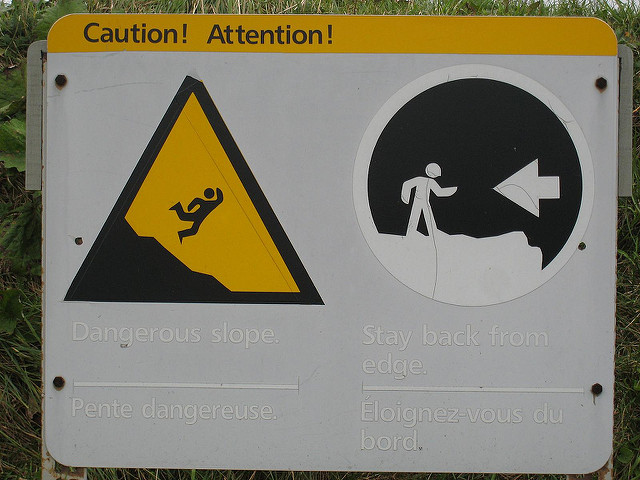 Caution! Attention!
Dangerous slope.
Pente dangereuse.
Stay back from
edge.
Éloignez-vous du
bord.